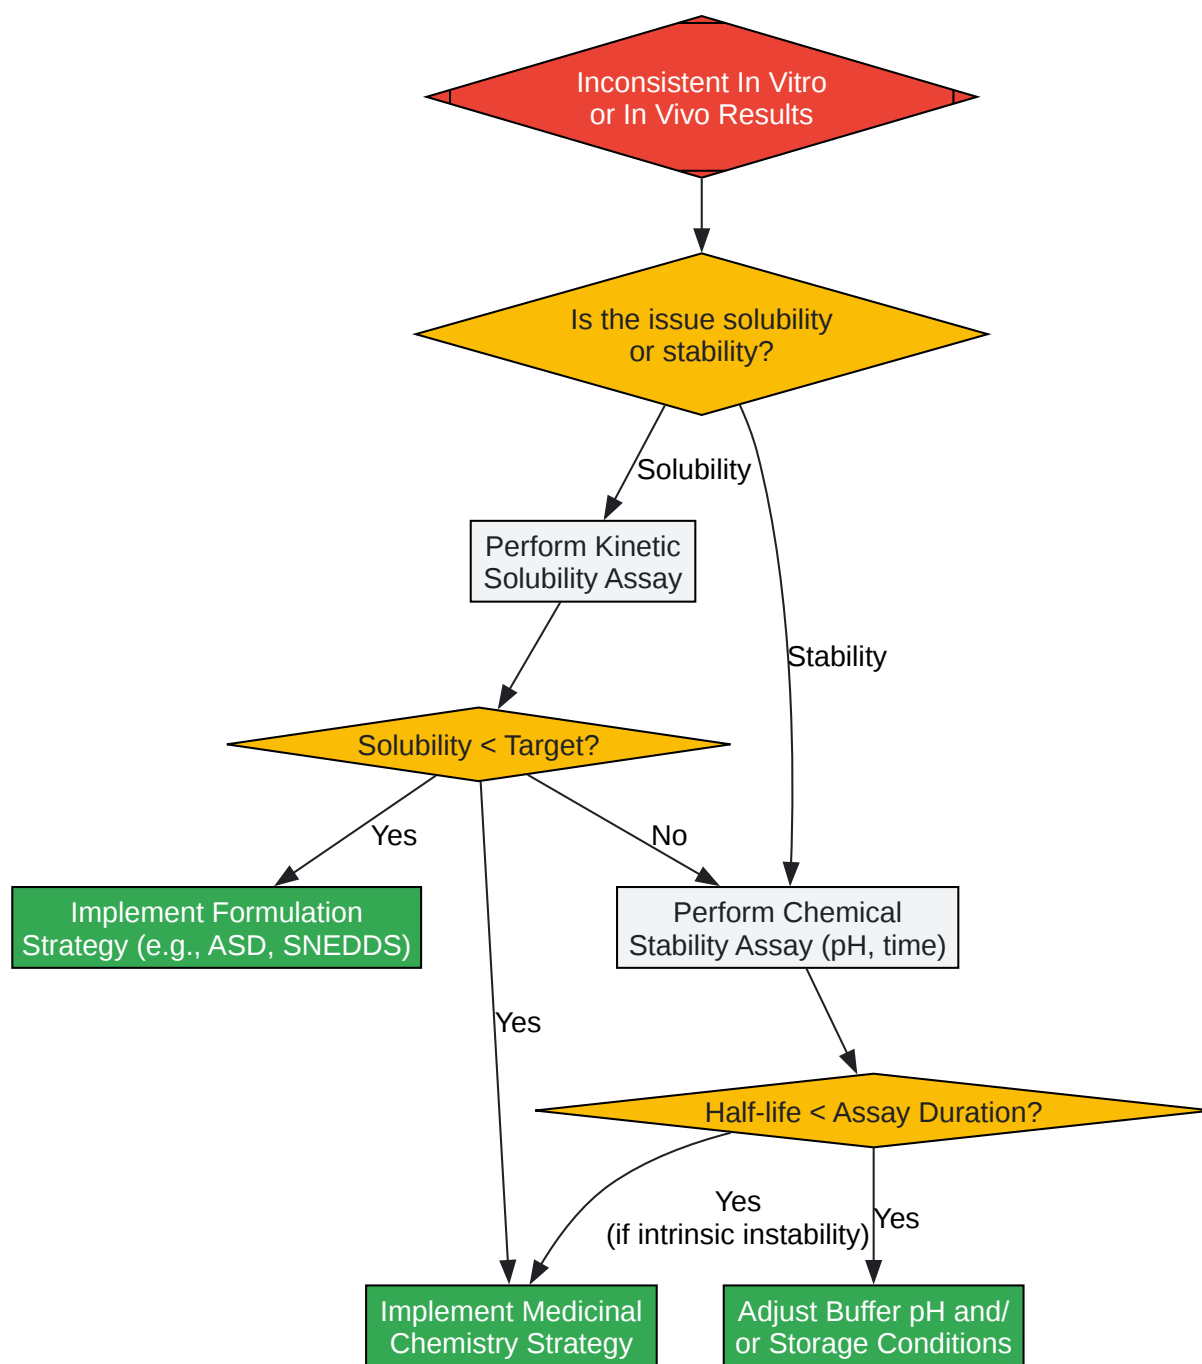 Inconsistent In Vitro
or In Vivo Results
Is the issue solubility
or stability?
Solubility
Perform Kinetic
Solubility Assay
Stability
Solubility < Target?
Yes
No
Implement Formulation
Strategy (e.g., ASD, SNEDDS)
Perform Chemical
Stability Assay (pH, time)
Yes
Half-life < Assay Duration?
Yes
(if intrinsic instability)
Yes
Implement Medicinal
Chemistry Strategy
Adjust Buffer pH and/
or Storage Conditions